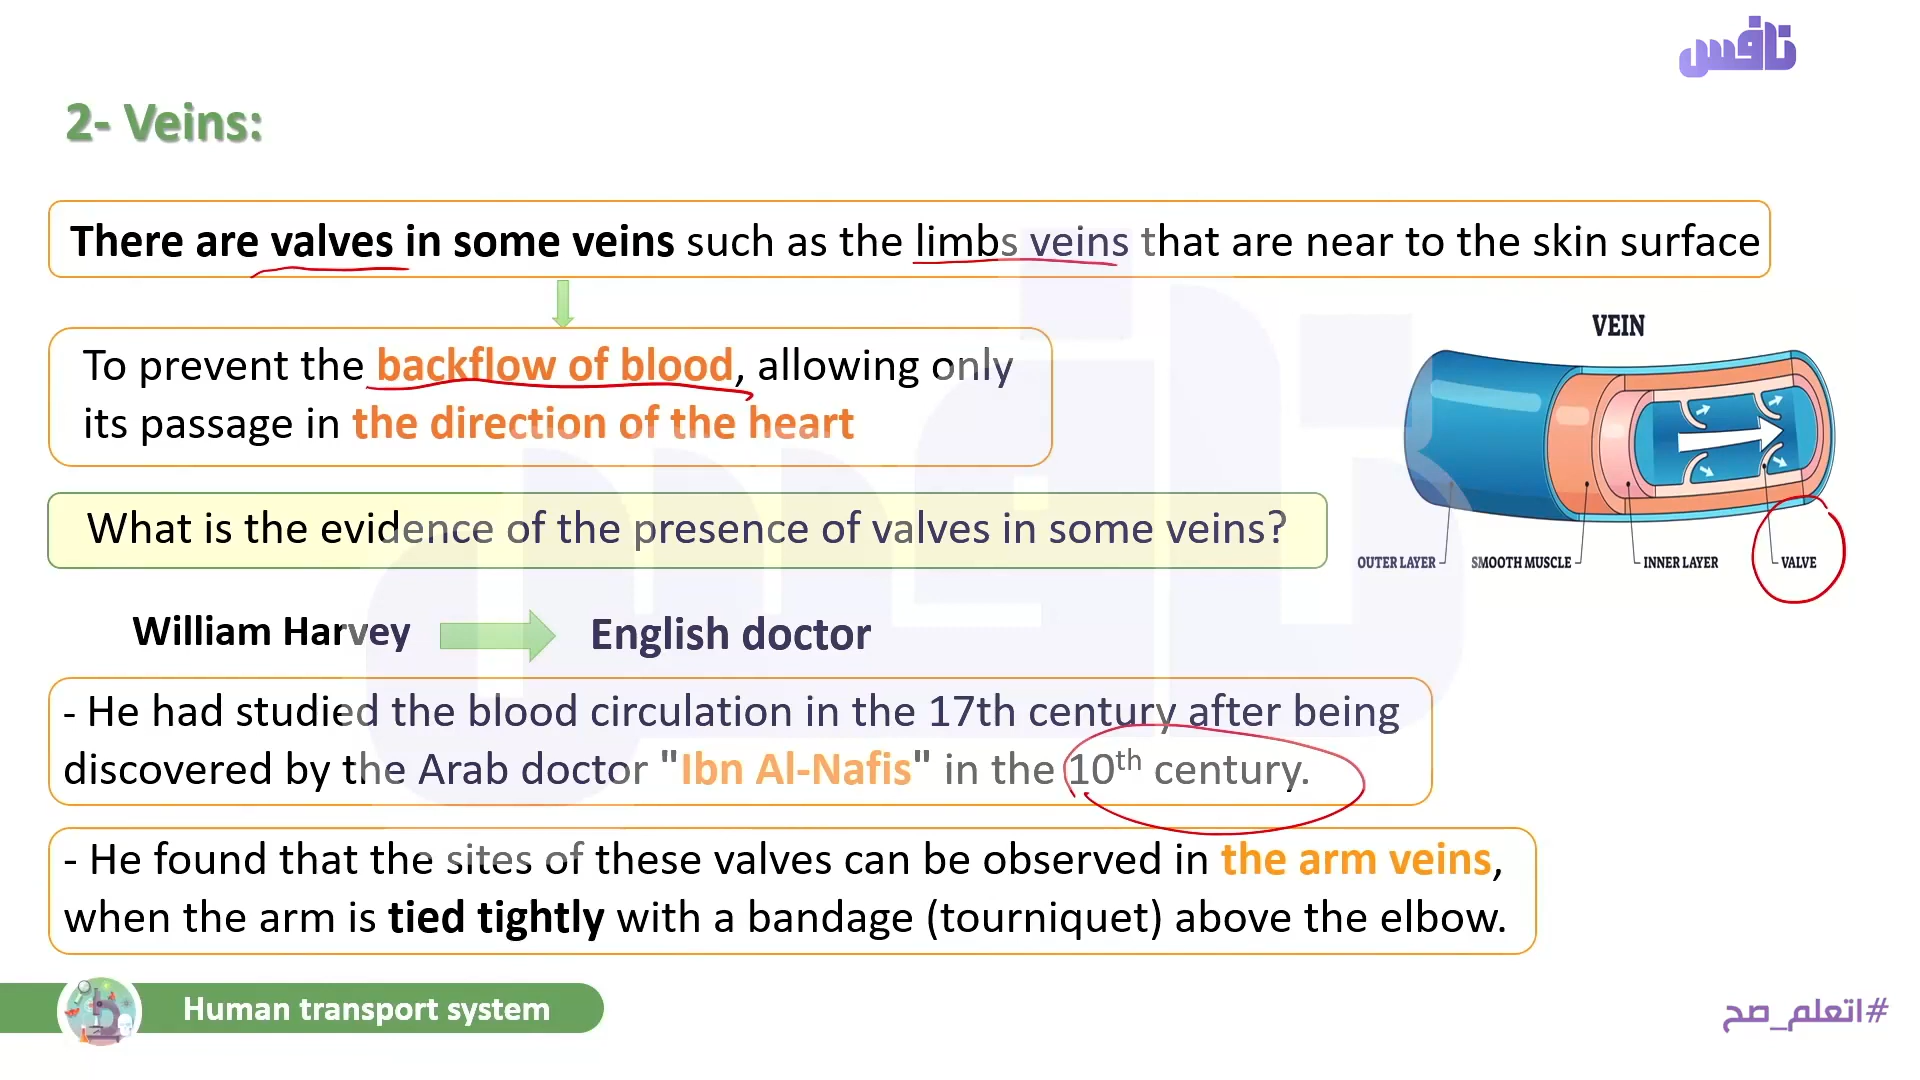 نافس
2- Veins:
There are valves in some veins such as the limbs veins that are near to the skin surface
To prevent the backflow of blood, allowing only
its passage in the direction of the heart
VEIN
OUTER LAYER
SMOOTH MUSCLE
INNER LAYER
VALVE
What is the evidence of the presence of valves in some veins?
William Harvey
English doctor
- He had studied the blood circulation in the 17th century after being
discovered by the Arab doctor "Ibn Al-Nafis" in the 10th century.
- He found that the sites of these valves can be observed in the arm veins,
when the arm is tied tightly with a bandage (tourniquet) above the elbow.
Human transport system
#اتعلم_صح